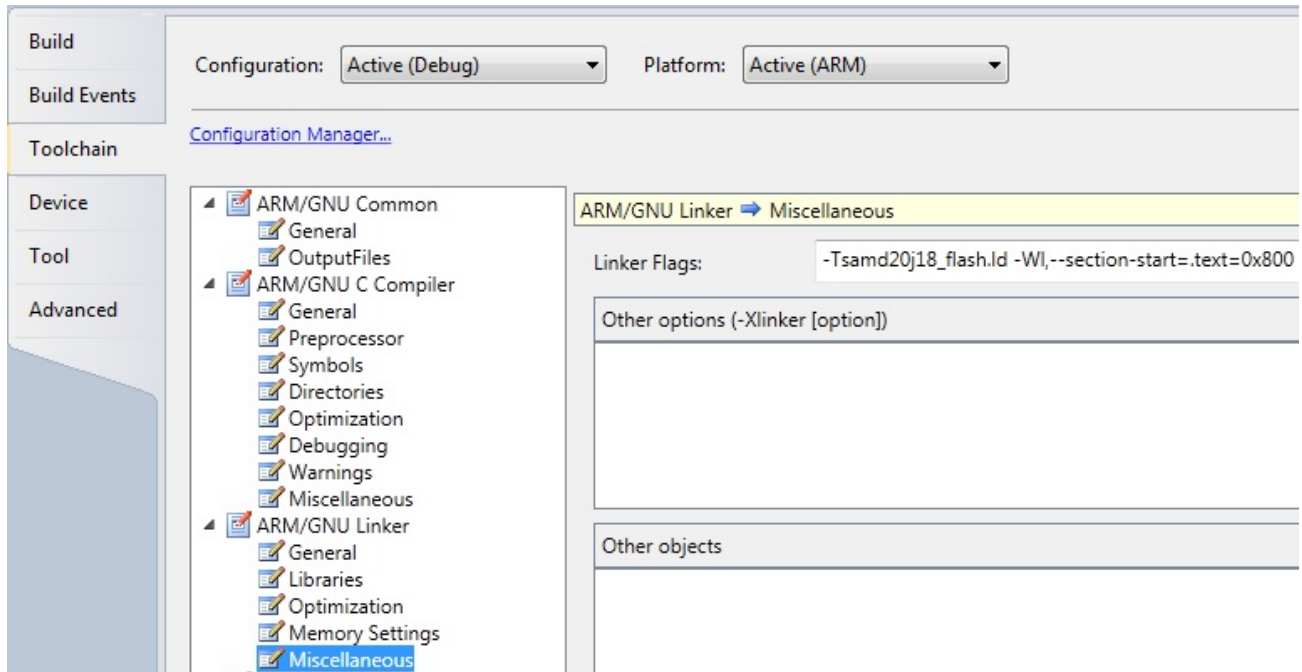 Build
Build Events
Toolchain
Device
Tool
Advanced
Configuration: Active (Debug) Platform: Active (ARM)
Configuration Manager...
ARM/GNU Common
General
OutputFiles
ARM/GNU C Compiler
General
Preprocessor
Symbols
Directories
Optimization
Debugging
Warnings
Miscellaneous
ARM/GNU Linker
General
Libraries
Optimization
Memory Settings
Miscellaneous
ARM/GNU Linker Miscellaneous
Linker Flags: -Tsamd20j18_flash.ld -Wl,--section-start=.text=0x800
Other options (-Xlinker [option])
Other objects